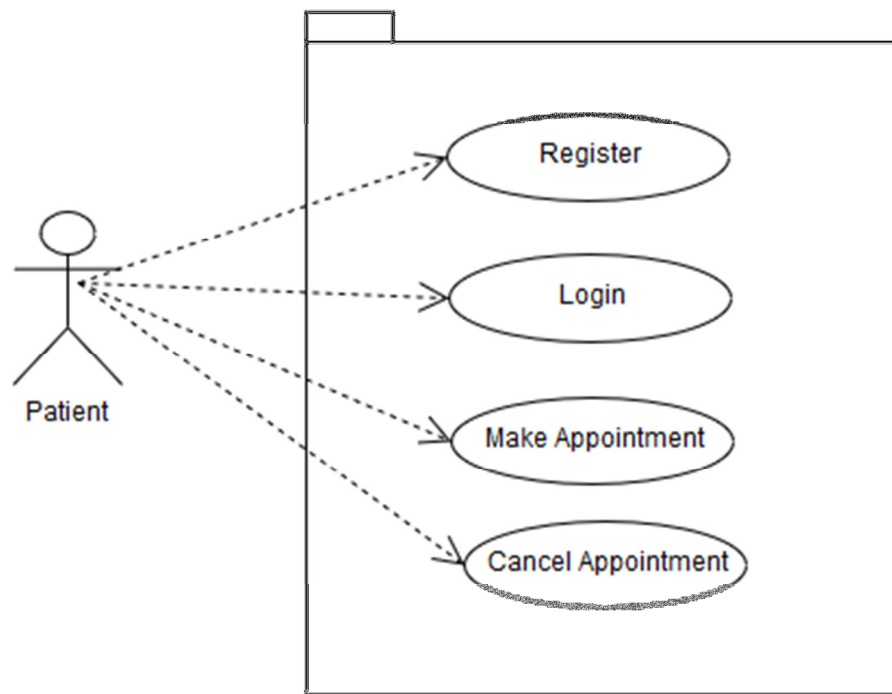 Register
Login
Patient
Make Appointment
Cancel Appointment